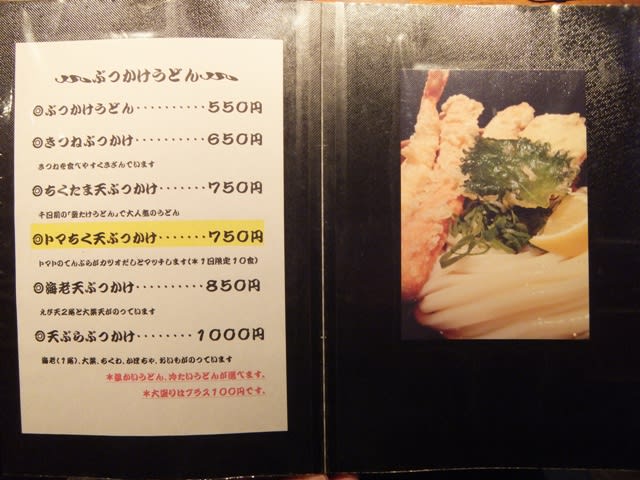 ぶっかけうどん
◎ぶっかけうどん・・・・・・・・・・550円
◎きつねぶっかけ・・・・・・・・・・650円
きつねを食べやすくきざんでいます
◎ちくたま天ぶっかけ・・・・・・・750円
千日前の「釜たけうどん」で大人気のうどん
◎トマちく天ぶっかけ・・・・・・・750円
トマトのてんぷらがカツオだしとマッチします(*1日限定10食)
◎海老天ぶっかけ・・・・・・・・・・850円
えび天2尾と大葉天がのっています
◎天ぷらぶっかけ・・・・・・・・・1000円
海老(1尾)、大葉、ちくわ、かぼちゃ、おいもがのっています
*温かいうどん、冷たいうどんが選べます。
*大盛りはプラス100円です。